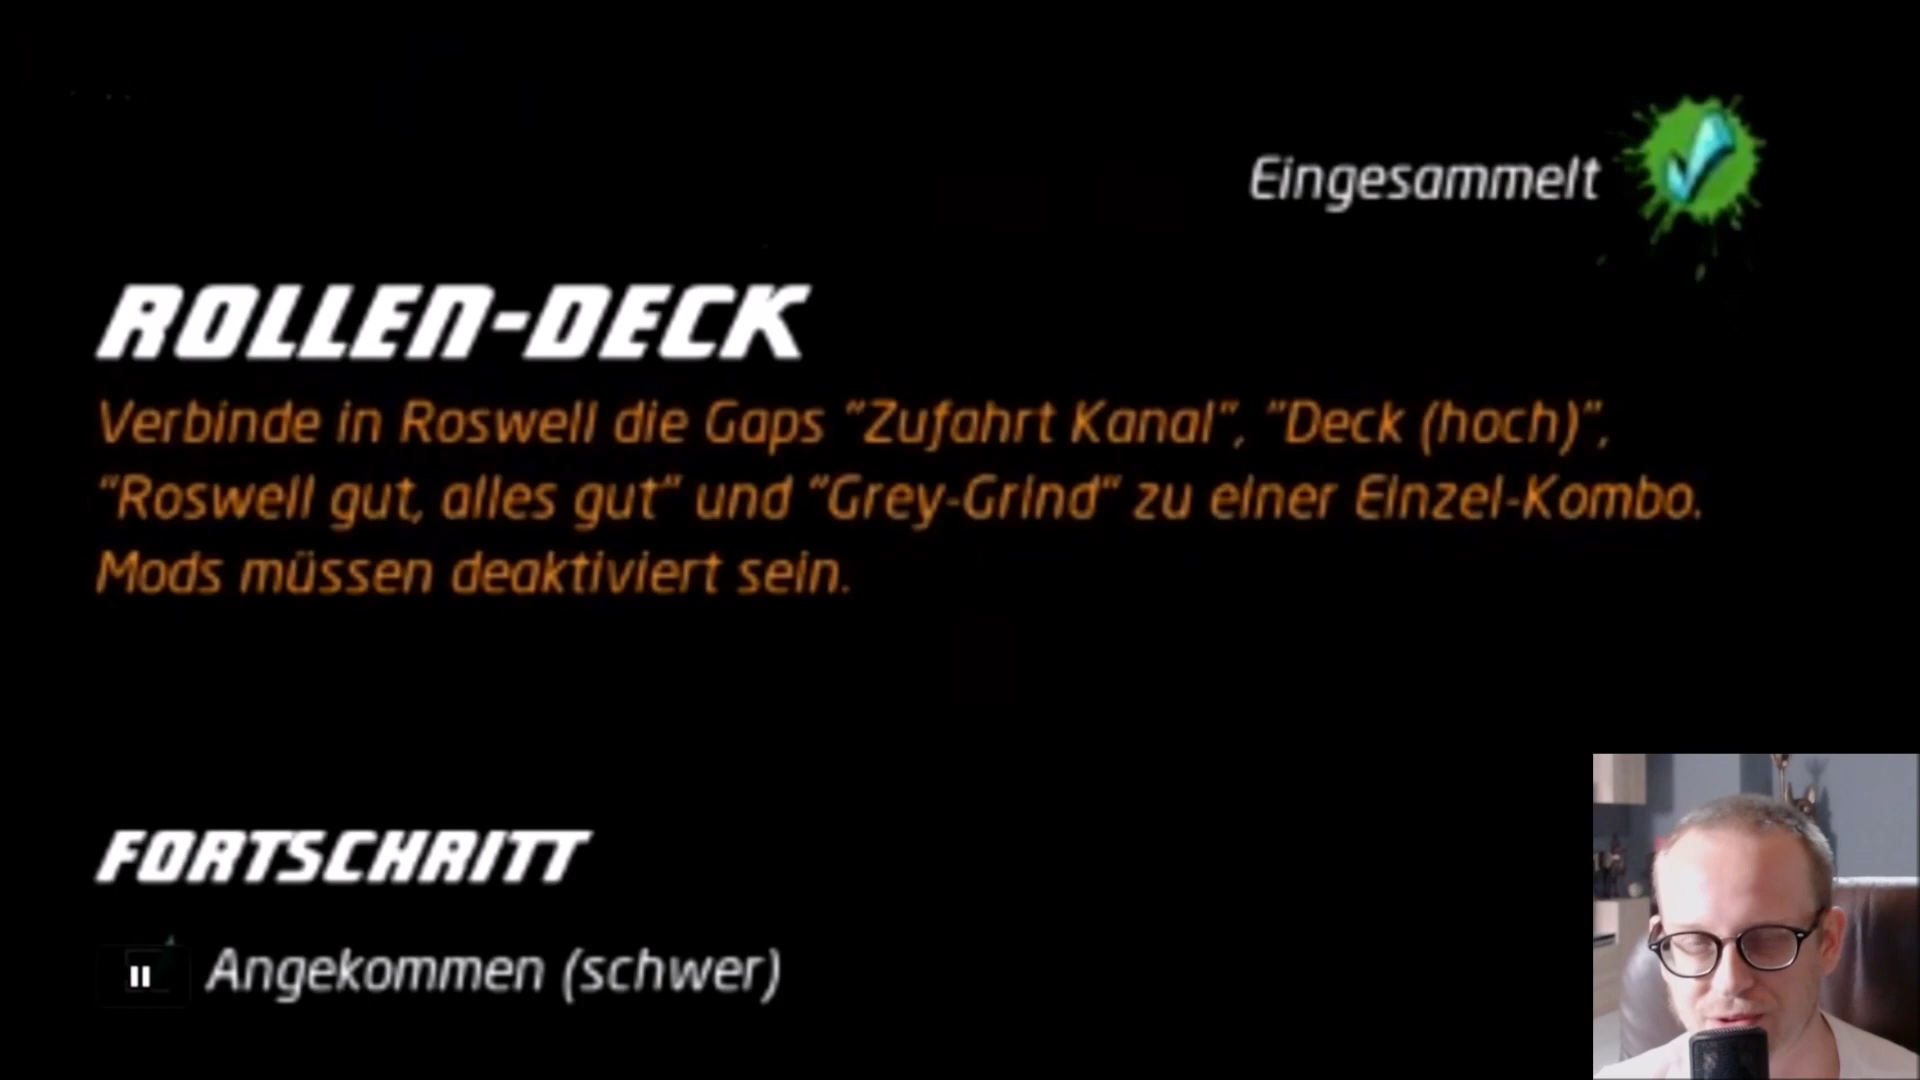 Eingesammelt
ROLLEN-DECK
Verbinde in Roswell die Gaps "Zufahrt Kanal", "Deck (hoch)",
"Roswell gut, alles gut" und "Grey-Grind" zu einer Einzel-Kombo.
Mods müssen deaktiviert sein.
FORTSCHRITT
Angekommen (schwer)